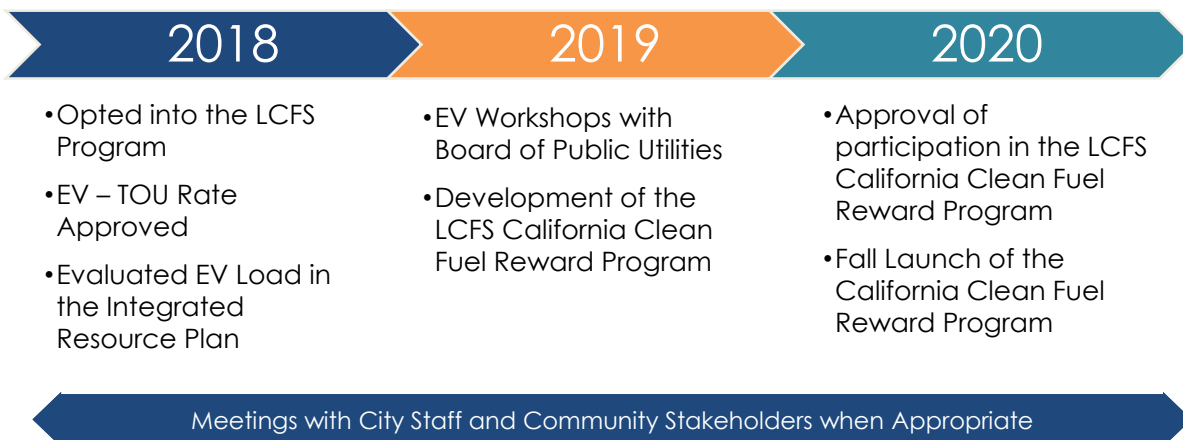 2018
2019
2020
•Opted into the LCFS
Program
•EV – TOU Rate
Approved
•Evaluated EV Load in
the Integrated
Resource Plan
•EV Workshops with
Board of Public Utilities
•Development of the
LCFS California Clean
Fuel Reward Program
•Approval of
participation in the LCFS
California Clean Fuel
Reward Program
•Fall Launch of the
California Clean Fuel
Reward Program
Meetings with City Staff and Community Stakeholders when Appropriate